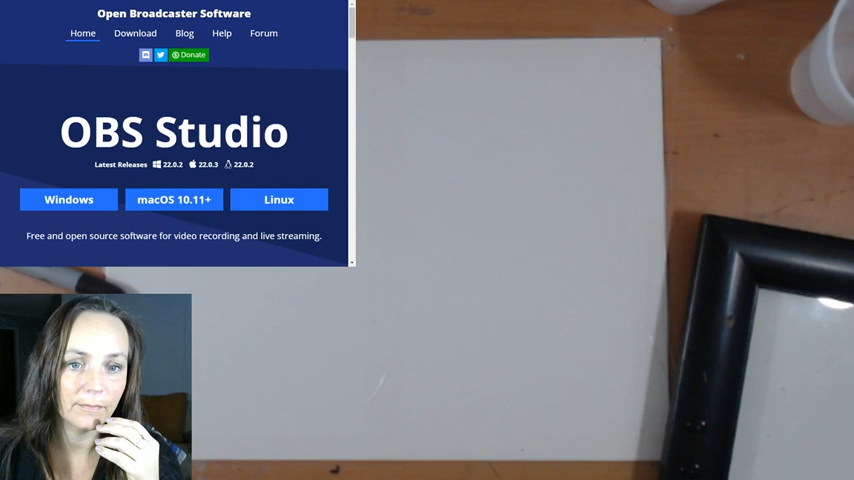 Open Broadcaster Software
Home Download Blog Help Forum
Donate
OBS Studio
Latest Releases 22.0.2 22.0.3 22.0.2
Windows macOS 10.11+ Linux
Free and open source software for video recording and live streaming.